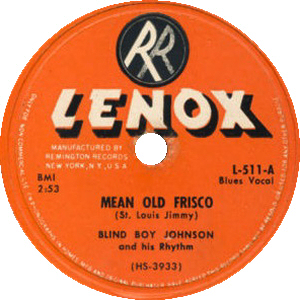 RR
LENOX
MANUFACTURED BY
REMINGTON RECORDS
NEW YORK, N.Y., U.S.A
BMI
2:53
L-511-A
Blues Vocal
MEAN OLD FRISCO
(St. Louis Jimmy)
BLIND BOY JOHNSON
and his Rhythm
(HS-3933)